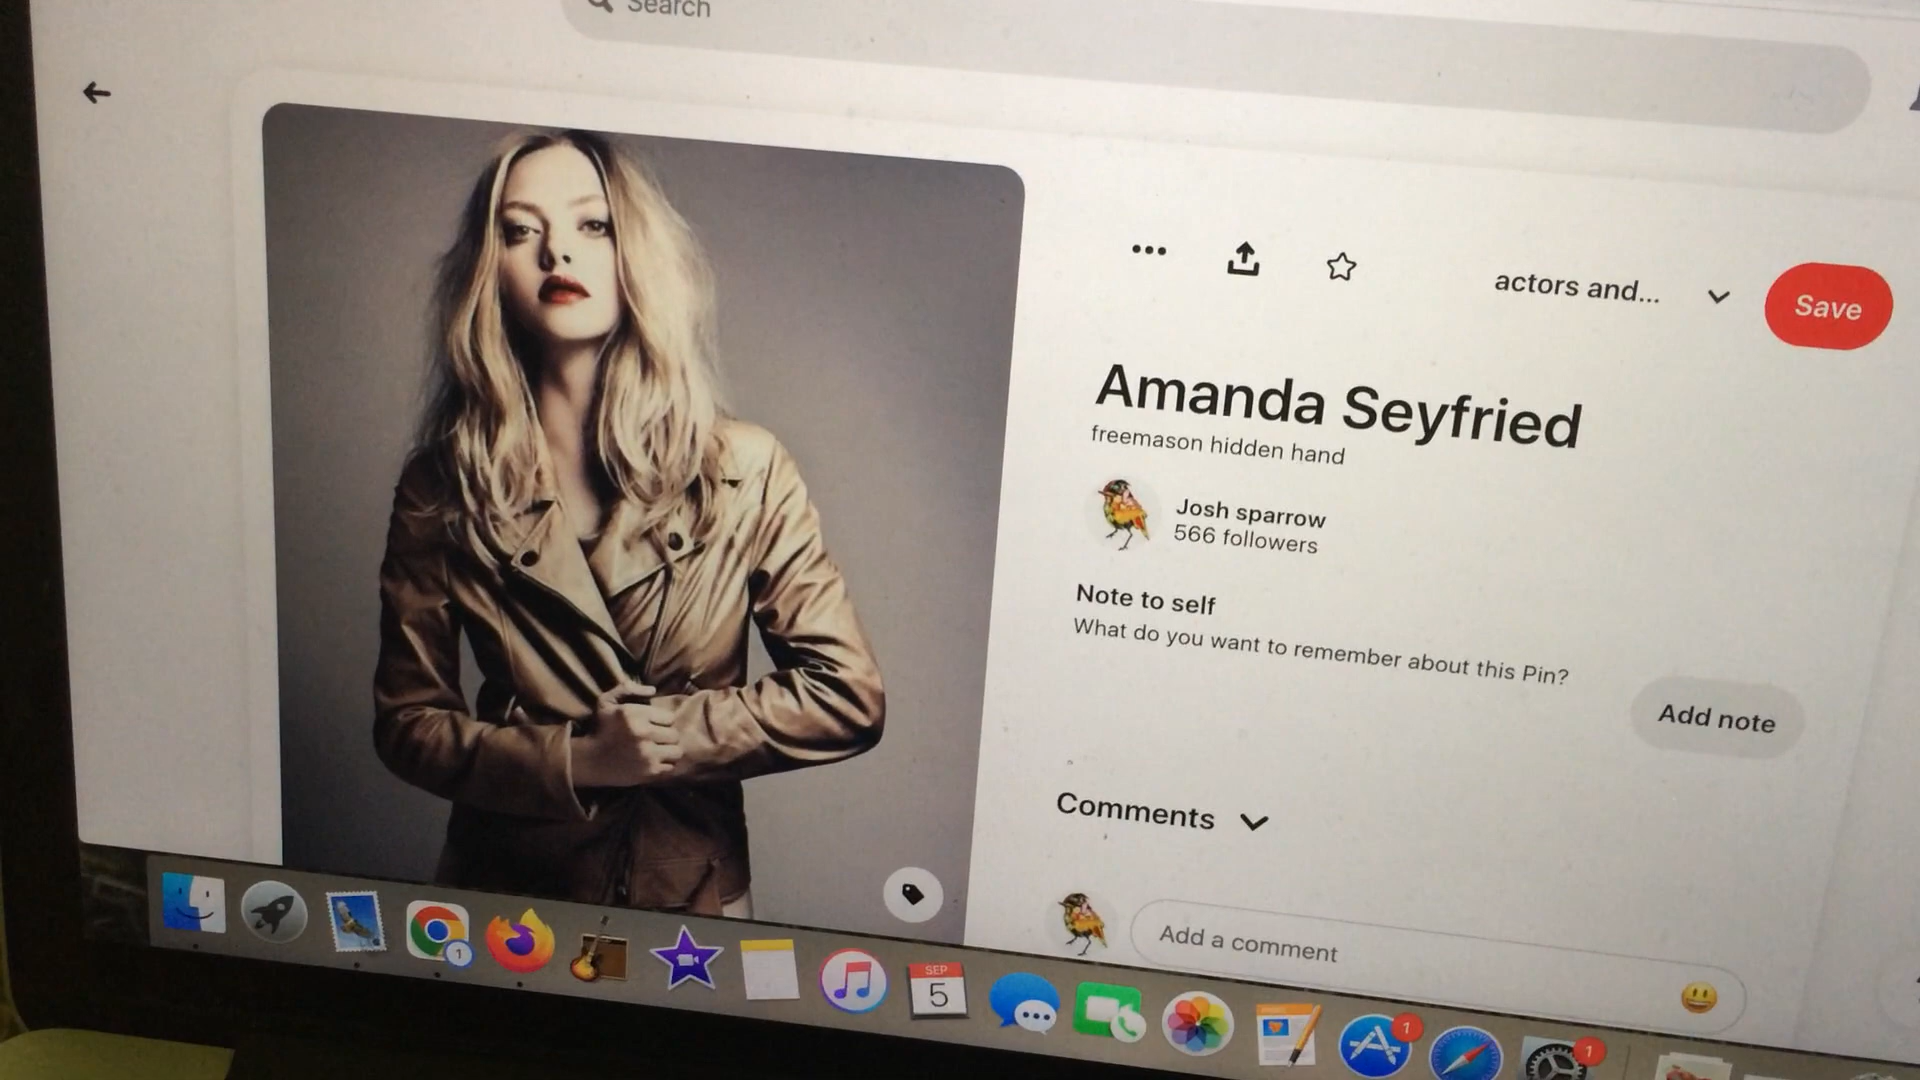 Search
actors and...
Save
Amanda Seyfried
freemason hidden hand
Josh sparrow
566 followers
Note to self
What do you want to remember about this Pin?
Add note
Comments
Add a comment
1
SEP
5
1
1